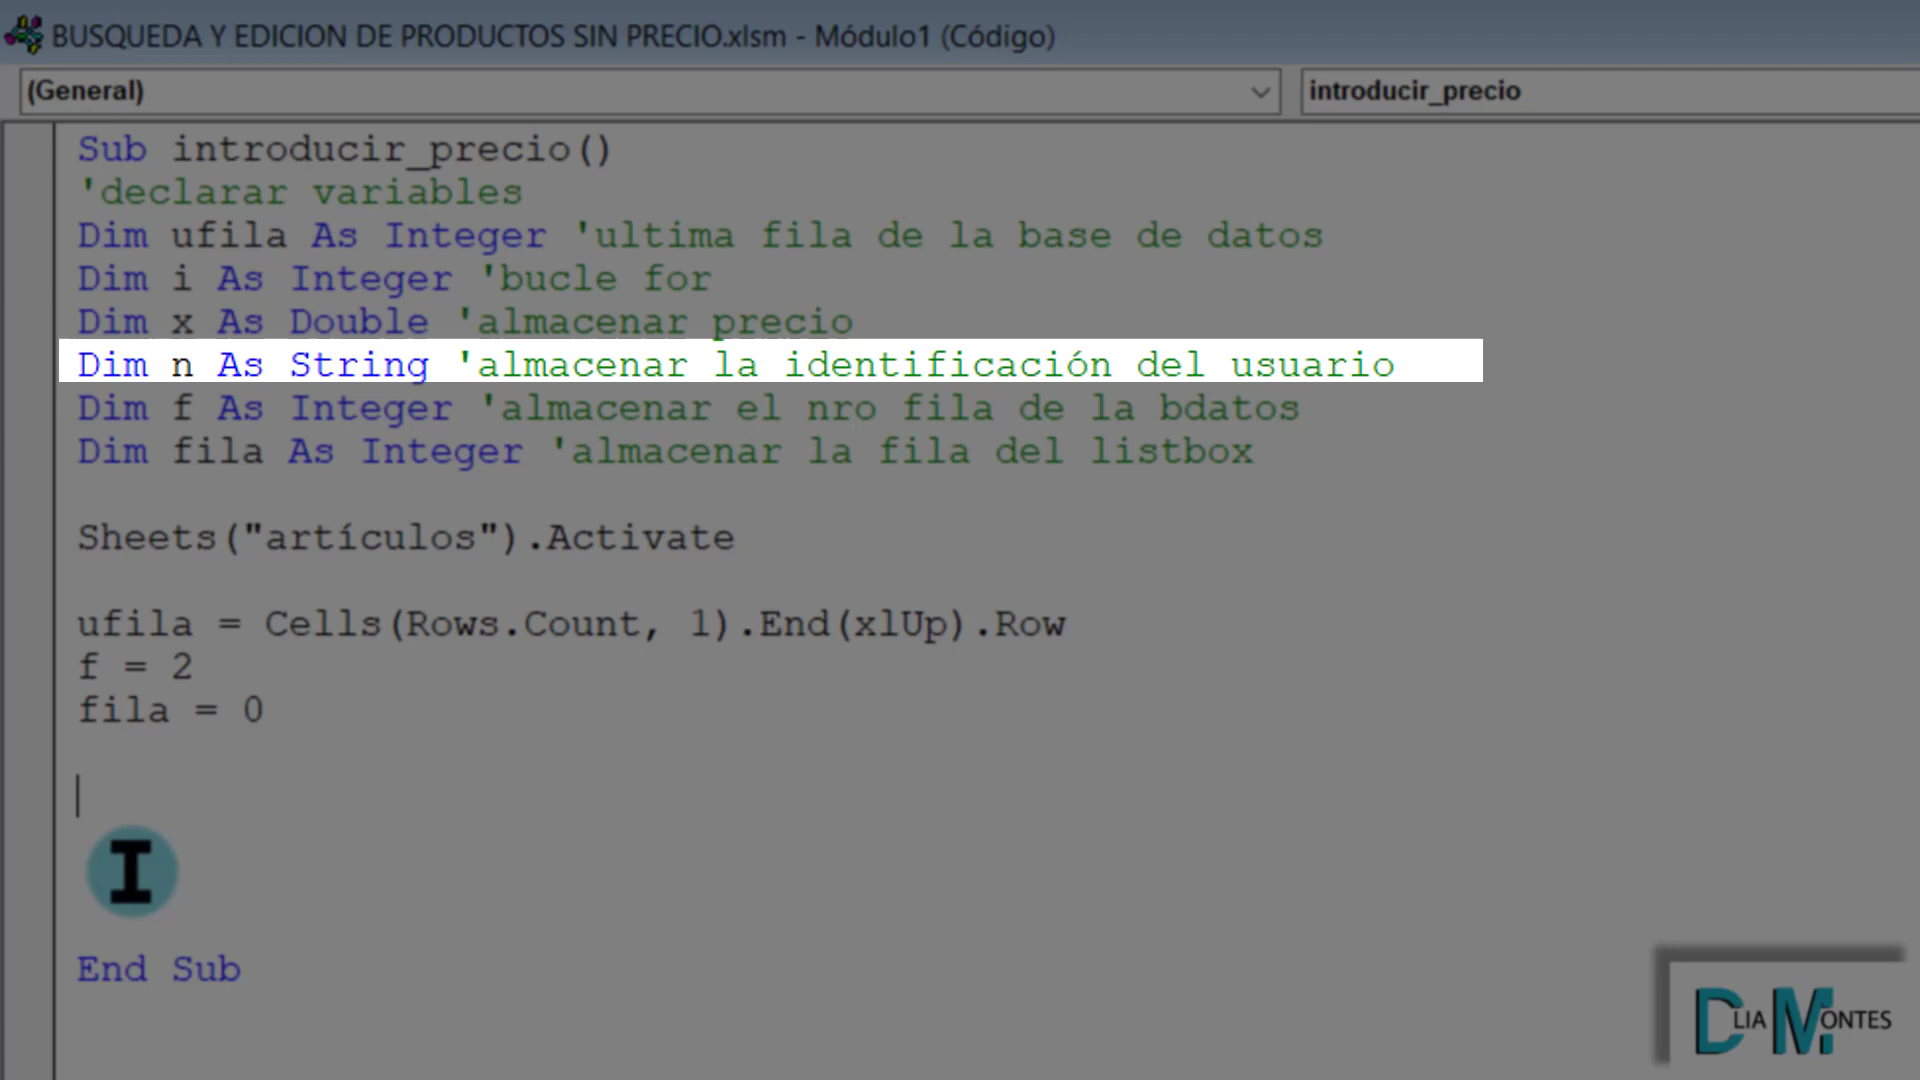 BUSQUEDA Y EDICION DE PRODUCTOS SIN PRECIO.xlsm - Módulo1 (Código)
(General) introducir_precio
Sub introducir_precio()
'declarar variables
Dim ufila As Integer 'ultima fila de la base de datos
Dim i As Integer 'bucle for
Dim x As Double 'almacenar precio
Dim n As String 'almacenar la identificación del usuario
Dim f As Integer 'almacenar el nro fila de la bdatos
Dim fila As Integer 'almacenar la fila del listbox
Sheets("artículos").Activate
ufila = Cells(Rows.Count, 1).End(xlUp).Row
f = 2
fila = 0
End Sub
DLIA MONTES